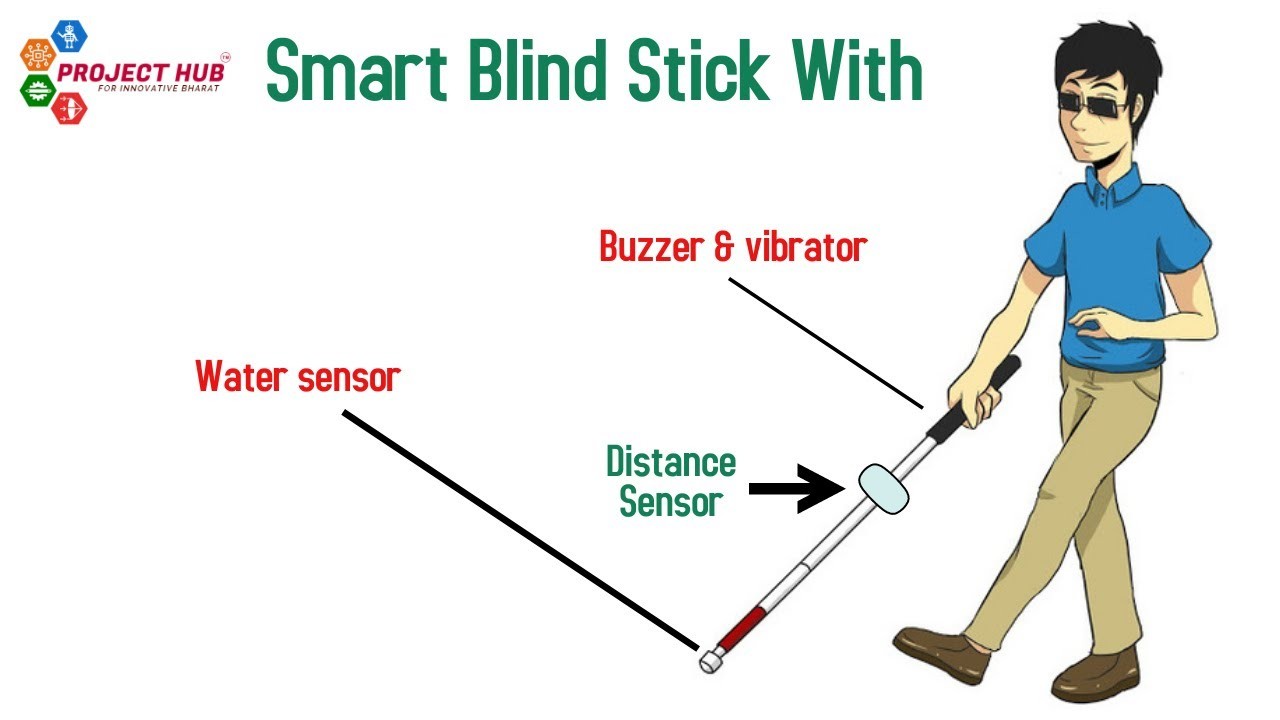 PROJECT HUB™
FOR INNOVATIVE BHARAT
Smart Blind Stick With
Buzzer & vibrator
Water sensor
Distance
Sensor